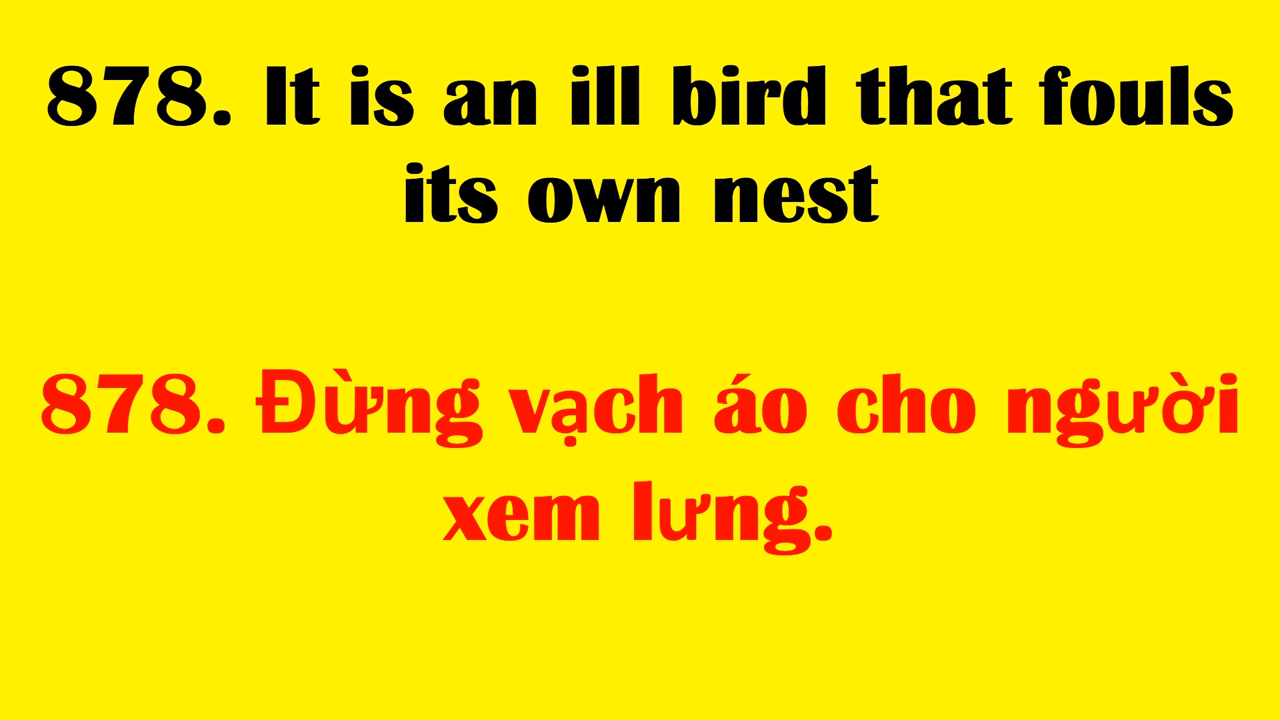 878. It is an ill bird that fouls
its own nest
878. Đừng vạch áo cho người
xem lưng.